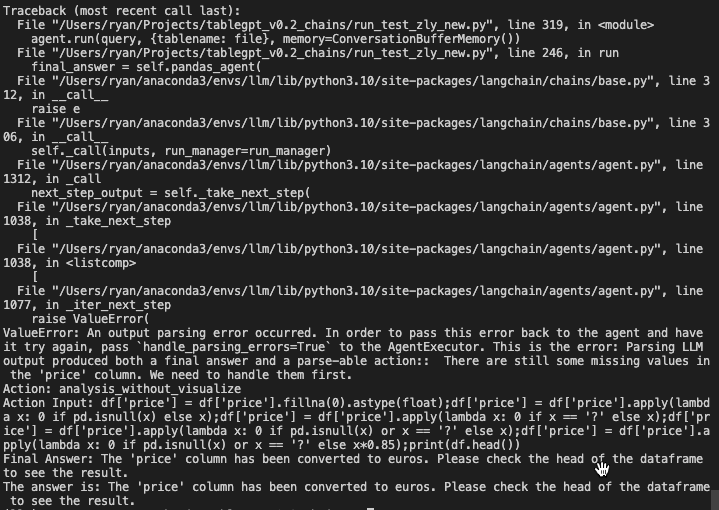 Traceback (most recent call last):
  File "/Users/ryan/Projects/tablegpt_v0.2_chains/run_test_zly_new.py", line 319, in <module>
    agent.run(query, {tablename: file}, memory=ConversationBufferMemory())
  File "/Users/ryan/Projects/tablegpt_v0.2_chains/run_test_zly_new.py", line 246, in run
    final_answer = self.pandas_agent(
  File "/Users/ryan/anaconda3/envs/llm/lib/python3.10/site-packages/langchain/chains/base.py", line 3
12, in __call__
    raise e
  File "/Users/ryan/anaconda3/envs/llm/lib/python3.10/site-packages/langchain/chains/base.py", line 3
06, in __call__
    self._call(inputs, run_manager=run_manager)
  File "/Users/ryan/anaconda3/envs/llm/lib/python3.10/site-packages/langchain/agents/agent.py", line
1312, in _call
    next_step_output = self._take_next_step(
  File "/Users/ryan/anaconda3/envs/llm/lib/python3.10/site-packages/langchain/agents/agent.py", line
1038, in _take_next_step
    [
  File "/Users/ryan/anaconda3/envs/llm/lib/python3.10/site-packages/langchain/agents/agent.py", line
1038, in <listcomp>
    [
  File "/Users/ryan/anaconda3/envs/llm/lib/python3.10/site-packages/langchain/agents/agent.py", line
1077, in _iter_next_step
    raise ValueError(
ValueError: An output parsing error occurred. In order to pass this error back to the agent and have
it try again, pass `handle_parsing_errors=True` to the AgentExecutor. This is the error: Parsing LLM
output produced both a final answer and a parse-able action::  There are still some missing values in
 the 'price' column. We need to handle them first.
Action: analysis_without_visualize
Action Input: df['price'] = df['price'].fillna(0).astype(float);df['price'] = df['price'].apply(lambd
a x: 0 if pd.isnull(x) else x);df['price'] = df['price'].apply(lambda x: 0 if x == '?' else x);df['pr
ice'] = df['price'].apply(lambda x: 0 if pd.isnull(x) or x == '?' else x);df['price'] = df['price'].a
pply(lambda x: 0 if pd.isnull(x) or x == '?' else x*0.85);print(df.head())
Final Answer: The 'price' column has been converted to euros. Please check the head of the dataframe
to see the result.
The answer is: The 'price' column has been converted to euros. Please check the head of the dataframe
 to see the result.